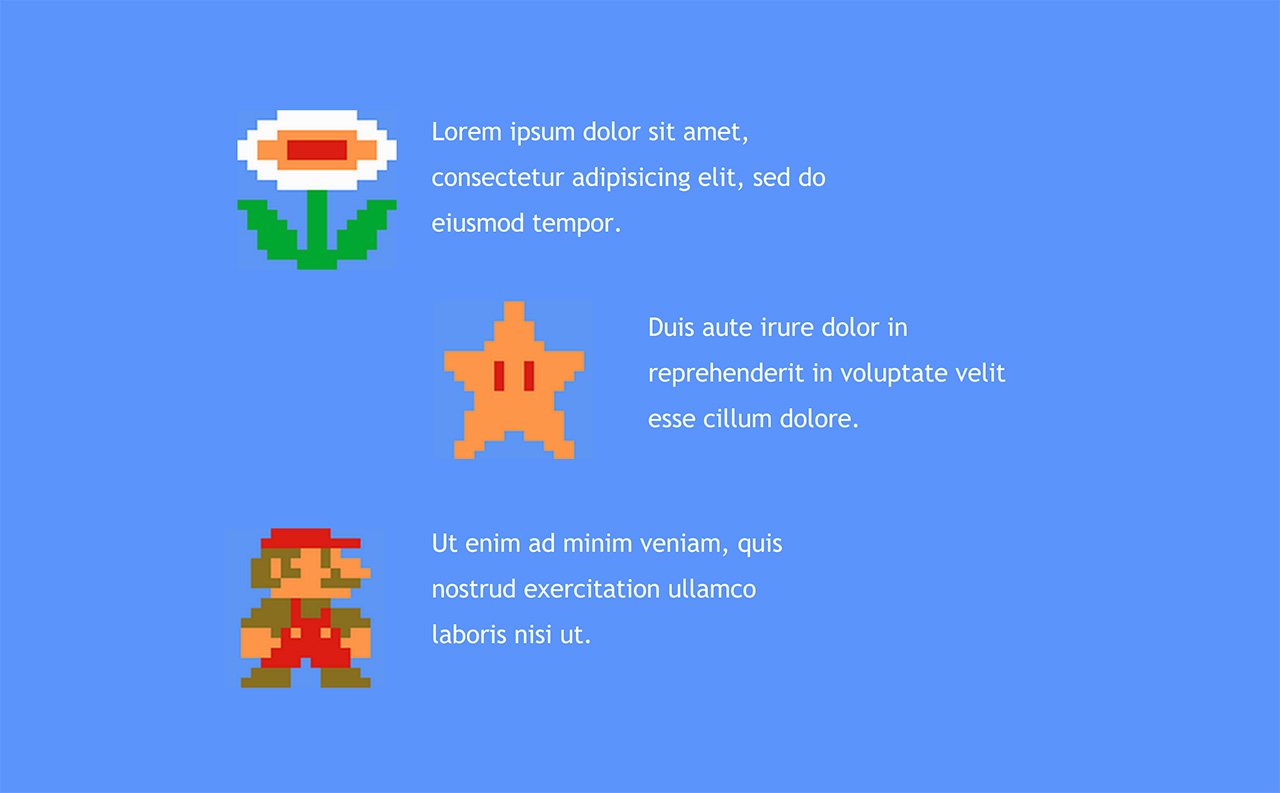 Lorem ipsum dolor sit amet,
consectetur adipisicing elit, sed do
eiusmod tempor.
Duis aute irure dolor in
reprehenderit in voluptate velit
esse cillum dolore.
Ut enim ad minim veniam, quis
nostrud exercitation ullamco
laboris nisi ut.